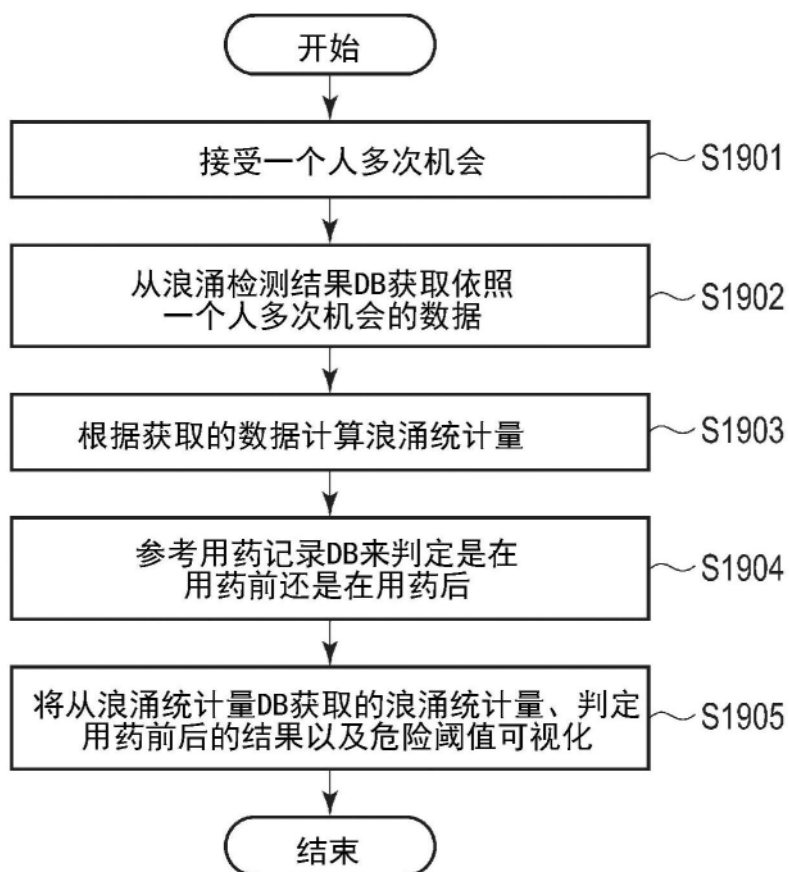 开始
接受一个人多次机会
S1901
从浪涌检测结果DB获取依照
一个人多次机会的数据
S1902
根据获取的数据计算浪涌统计量
S1903
参考用药记录DB来判定是在
用药前还是在用药后
S1904
将从浪涌统计量DB获取的浪涌统计量、判定
用药前后的结果以及危险阈值可视化
S1905
结束